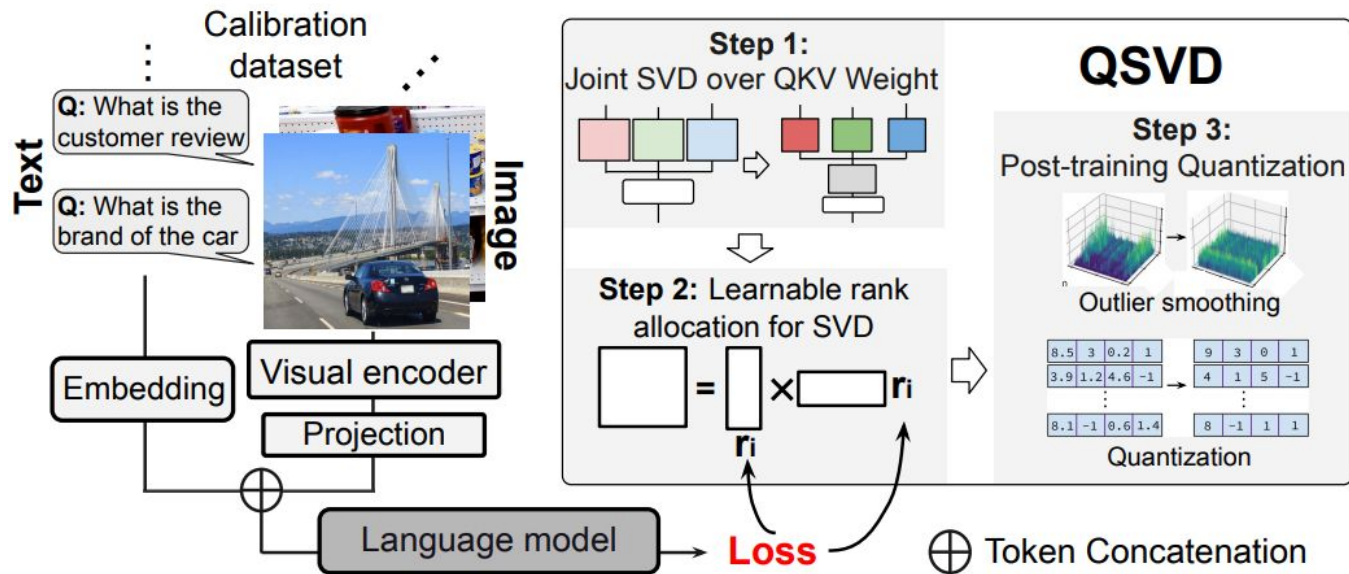 Calibration
dataset
Text
Q: What is the
customer review
Q: What is the
brand of the car
Image
Embedding
Visual encoder
Projection
Language model
Loss
Token Concatenation
QSVD
Step 1:
Joint SVD over QKV Weight
Step 2: Learnable rank
allocation for SVD
=
×
ri
ri
Step 3:
Post-training Quantization
n
Outlier smoothing
8.5 3 0.2 1
3.9 1.2 4.6 -1
8.1 -1 0.6 1.4
9 3 0 1
4 1 5 -1
8 -1 1 1
Quantization